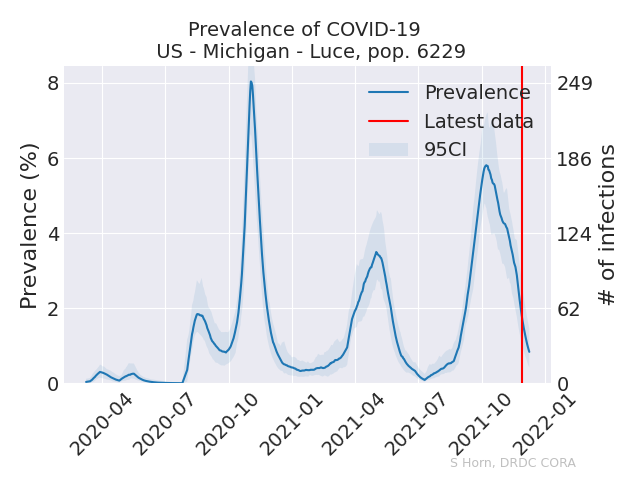 Prevalence of COVID-19
US - Michigan - Luce, pop. 6229
Prevalence
Latest data
95CI
Prevalence (%)
8
6
4
2
0
249
186
124
62
0
# of infections
2020-04
2020-07
2020-10
2021-01
2021-04
2021-07
2021-10
2022-01
S Horn, DRDC CORA